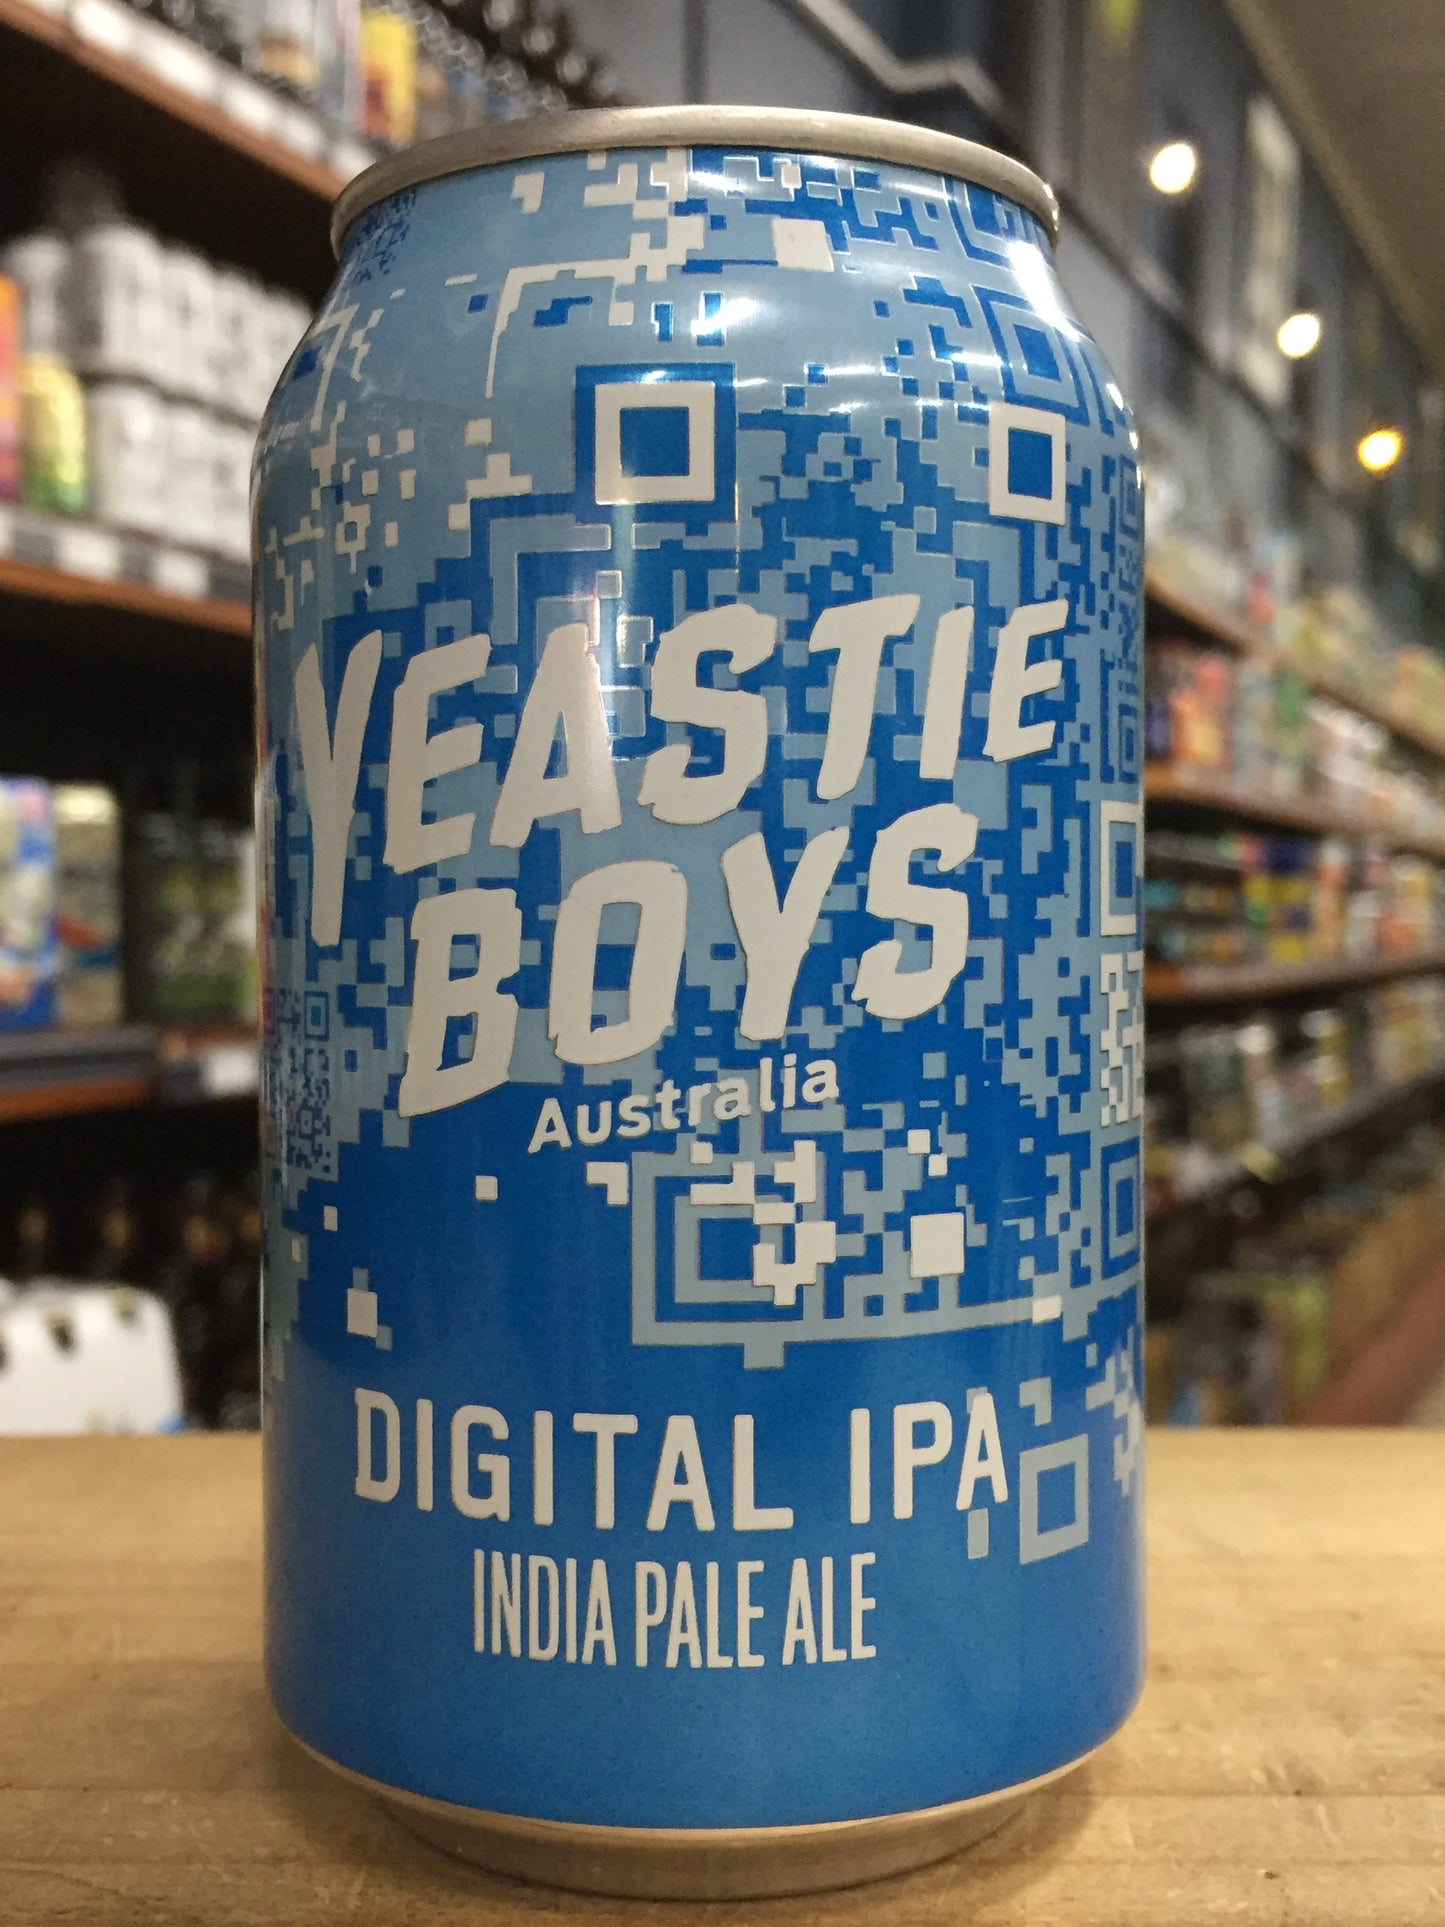 YEASTIE
BOYS
Australia
DIGITAL IPA
INDIA PALE ALE